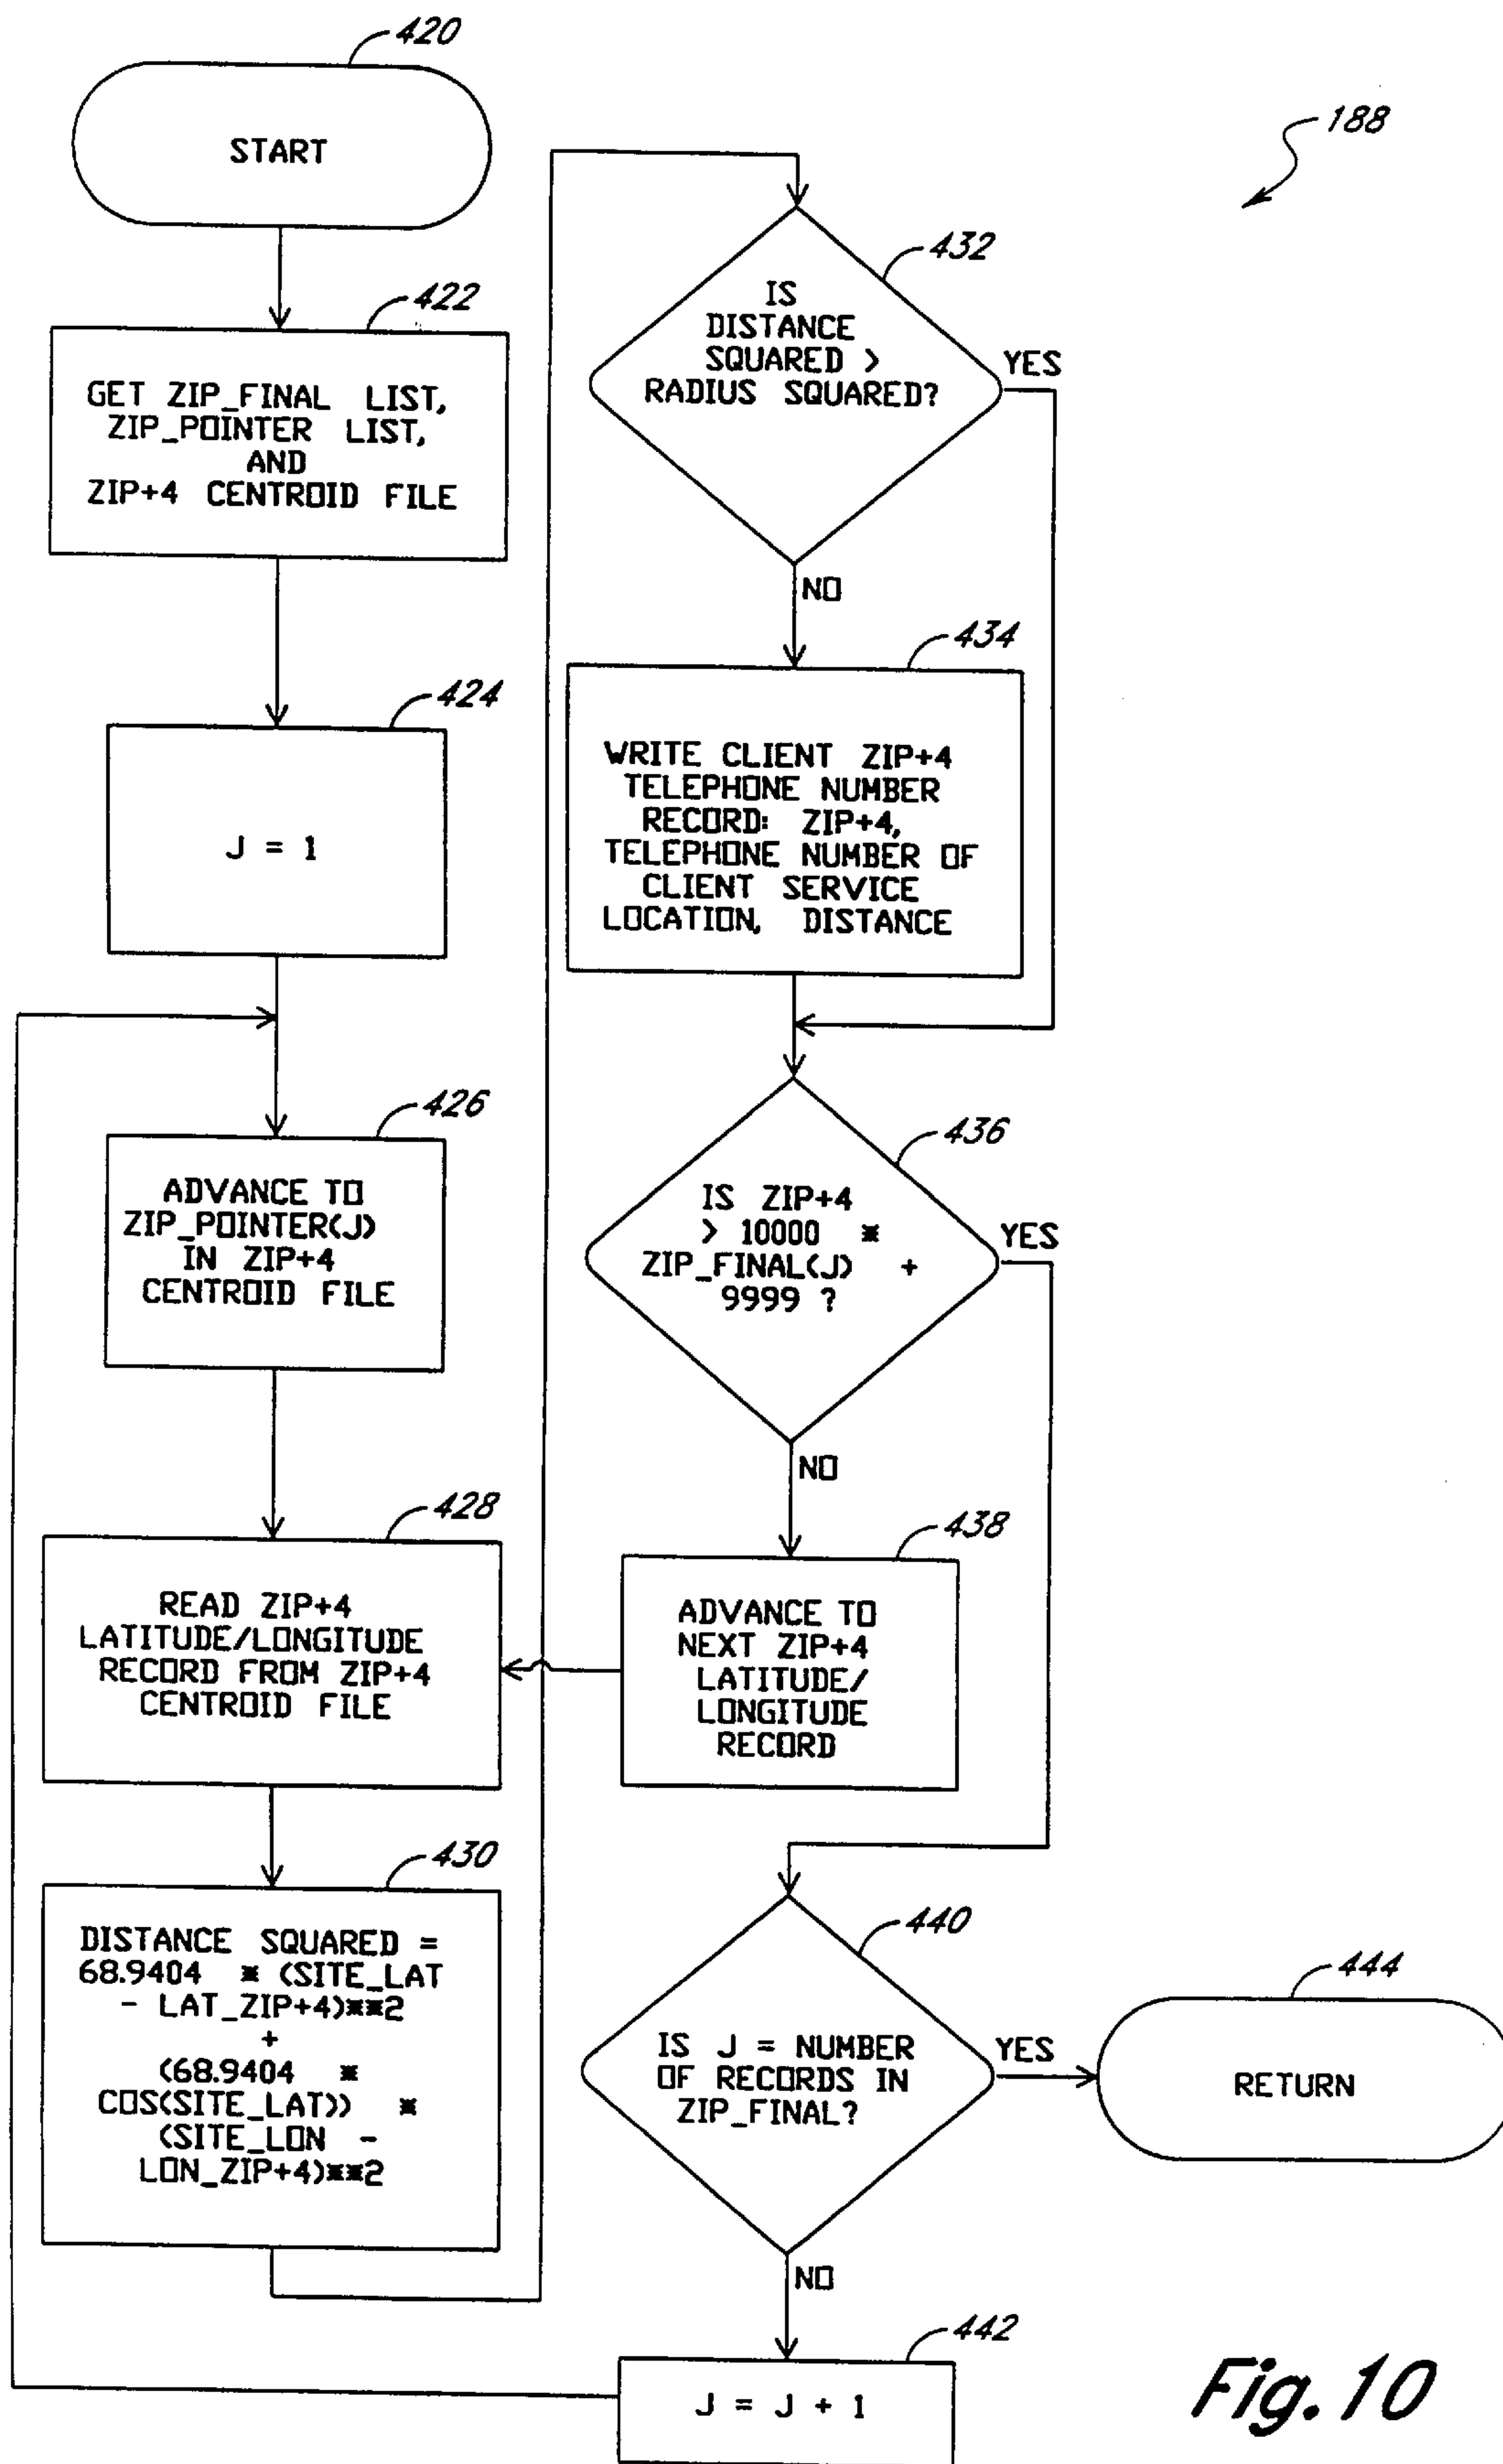 420
START
188
422
GET ZIP_FINAL LIST,
ZIP_POINTER LIST,
AND
ZIP+4 CENTROID FILE
424
J = 1
426
ADVANCE TO
ZIP_POINTER(J)
IN ZIP+4
CENTROID FILE
428
READ ZIP+4
LATITUDE/LONGITUDE
RECORD FROM ZIP+4
CENTROID FILE
430
DISTANCE SQUARED =
68.9404 * (SITE_LAT
- LAT_ZIP+4)**2
+
(68.9404 *
COS(SITE_LAT)) *
(SITE_LON -
LON_ZIP+4)**2
432
IS
DISTANCE
SQUARED >
RADIUS SQUARED?
YES
NO
434
WRITE CLIENT ZIP+4
TELEPHONE NUMBER
RECORD: ZIP+4,
TELEPHONE NUMBER OF
CLIENT SERVICE
LOCATION, DISTANCE
436
IS ZIP+4
> 10000 *
ZIP_FINAL(J) +
9999 ?
YES
NO
438
ADVANCE TO
NEXT ZIP+4
LATITUDE/
LONGITUDE
RECORD
440
IS J = NUMBER
OF RECORDS IN
ZIP_FINAL?
YES
NO
444
RETURN
442
J = J + 1
Fig. 10